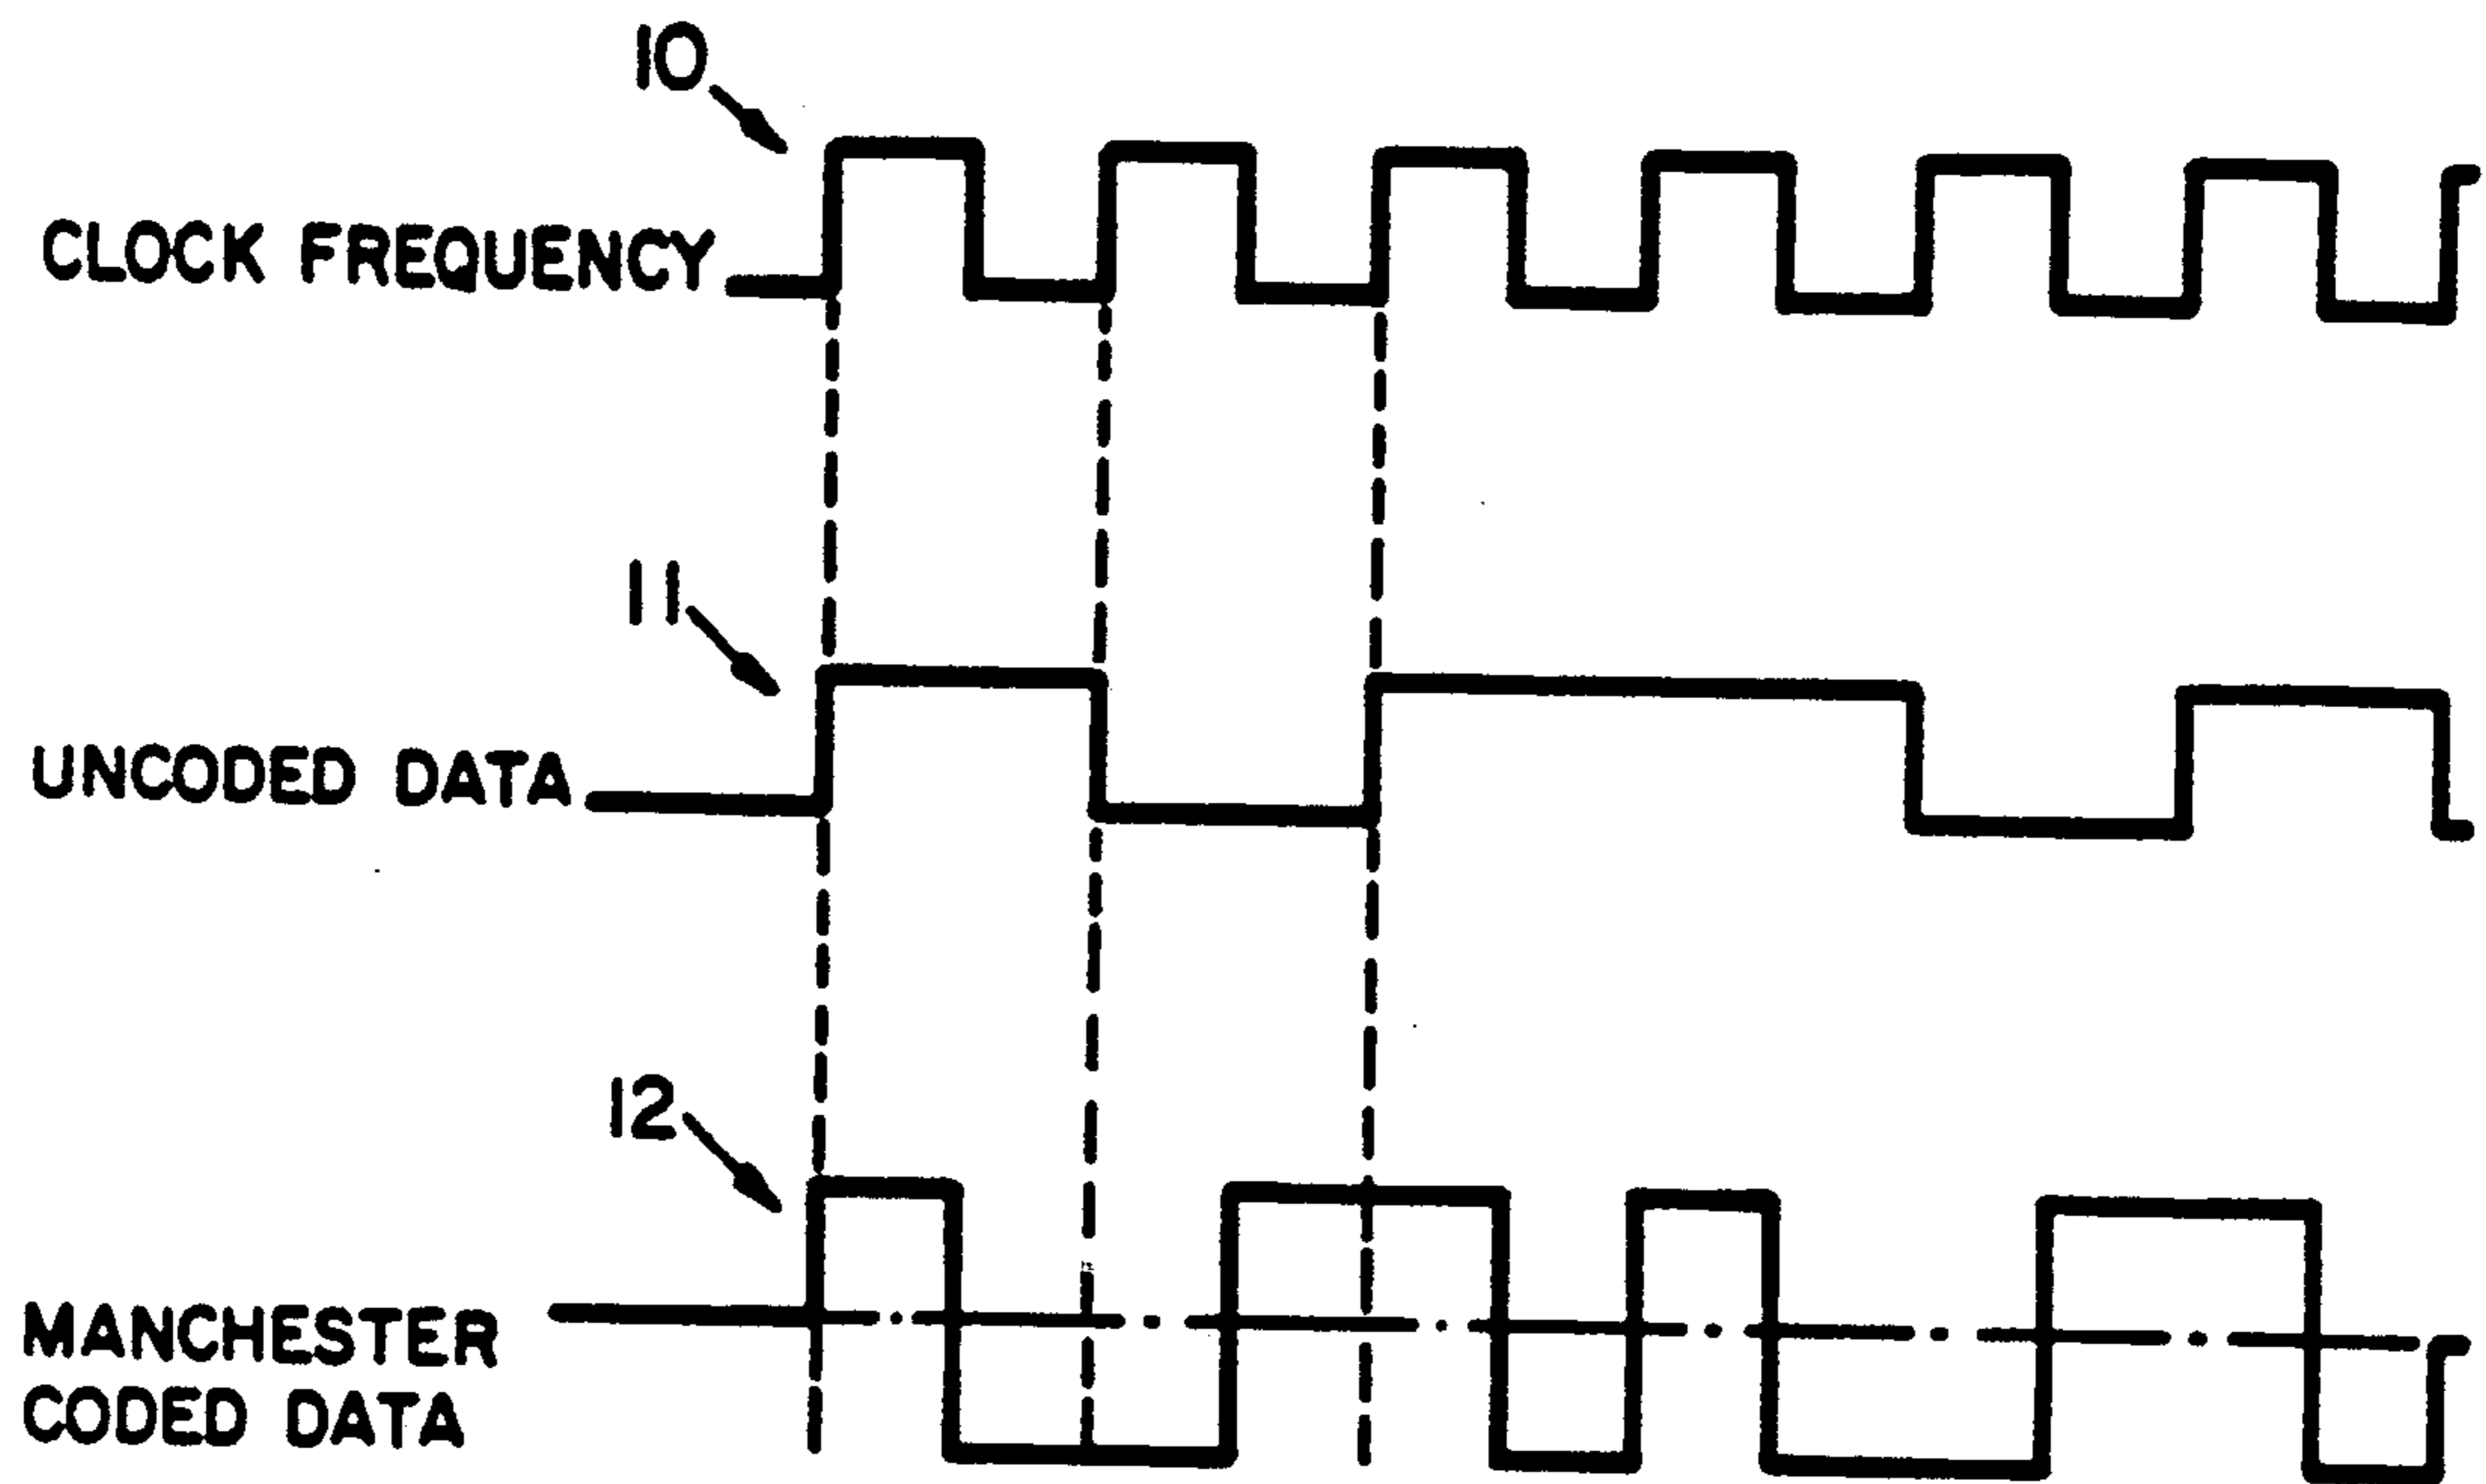 10
CLOCK FREQUENCY
11
UNCODED DATA
12
MANCHESTER
CODED DATA